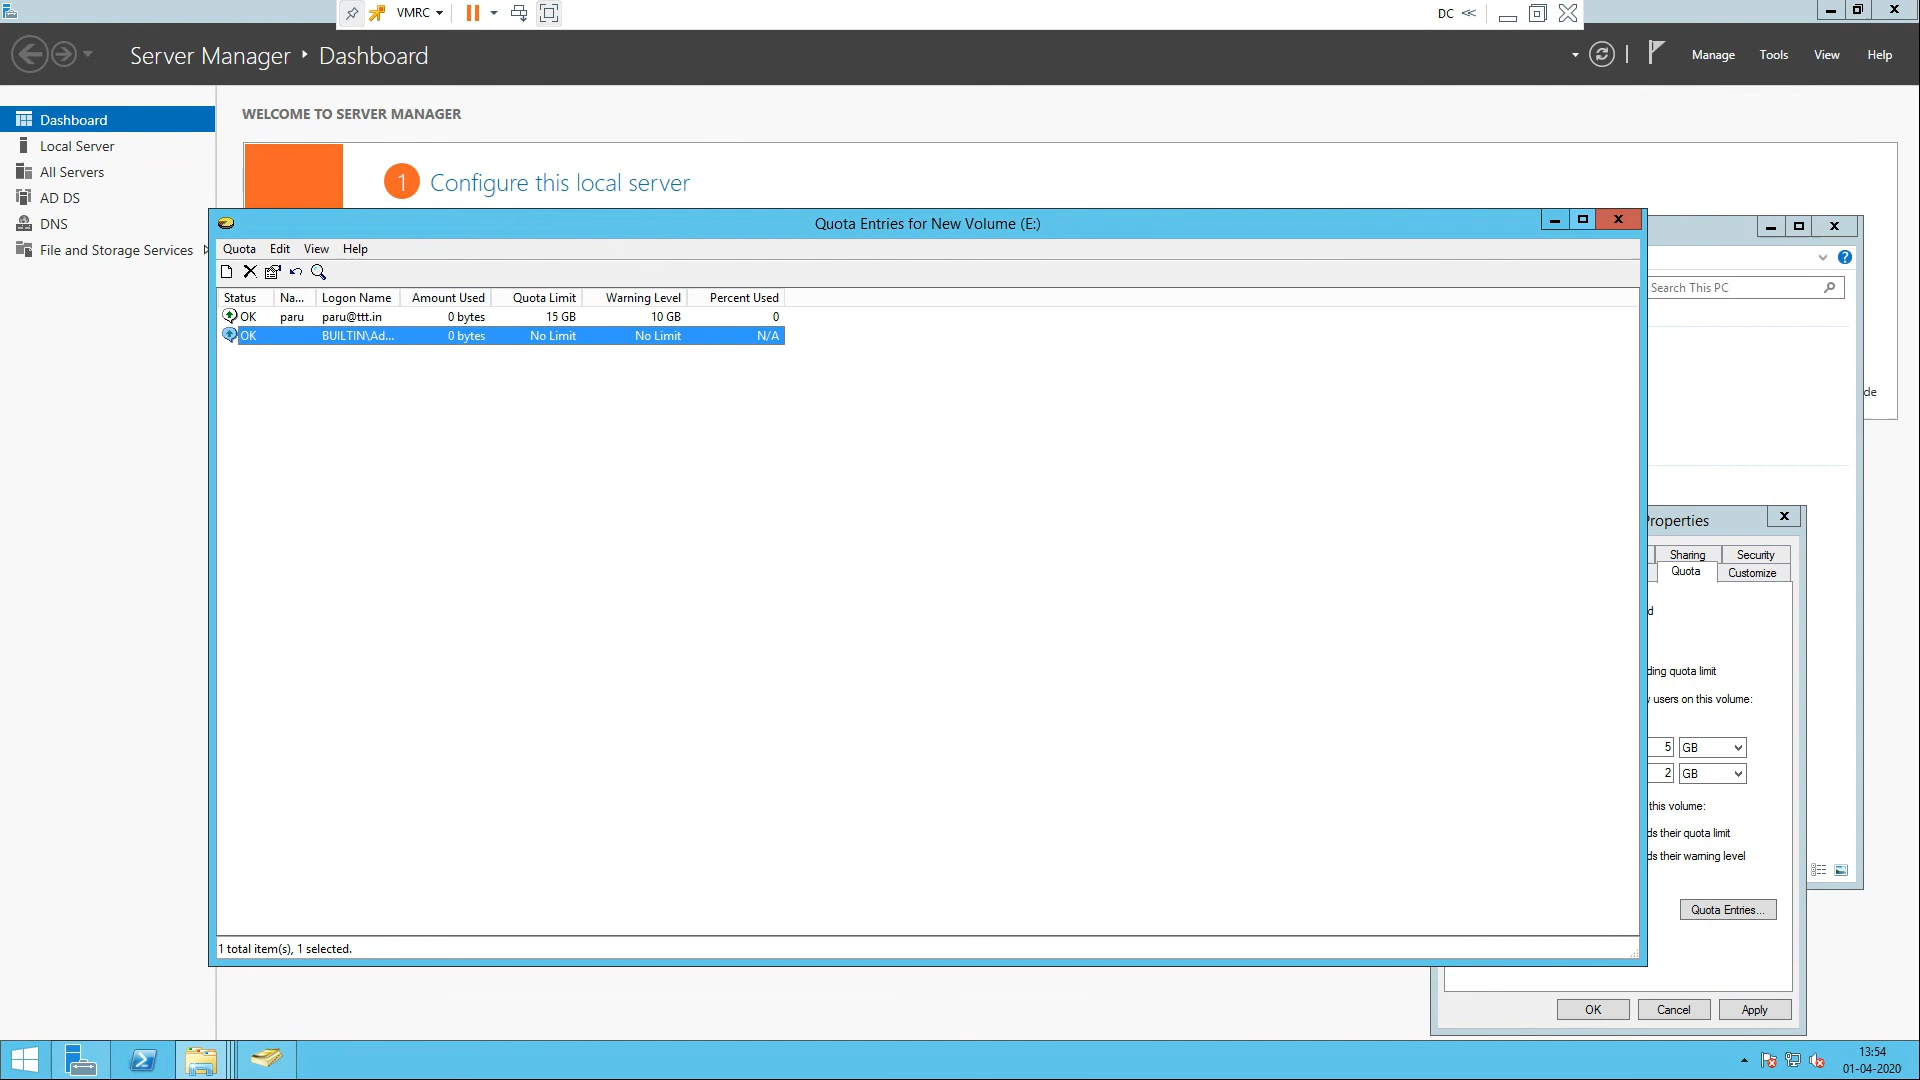 VMRC
DC
Server Manager ‣ Dashboard
Manage Tools View Help
Dashboard
Local Server
All Servers
AD DS
DNS
File and Storage Services
WELCOME TO SERVER MANAGER
1 Configure this local server
Quota Entries for New Volume (E:)
Quota Edit View Help
Status Na... Logon Name Amount Used Quota Limit Warning Level Percent Used
OK paru paru@ttt.in 0 bytes 15 GB 10 GB 0
OK BUILTIN\Ad... 0 bytes No Limit No Limit N/A
1 total item(s), 1 selected.
Search This PC
de
Properties
Sharing Security
Quota Customize
d
ding quota limit
users on this volume:
5 GB
2 GB
this volume:
ds their quota limit
ds their warning level
Quota Entries...
OK Cancel Apply
13:54
01-04-2020